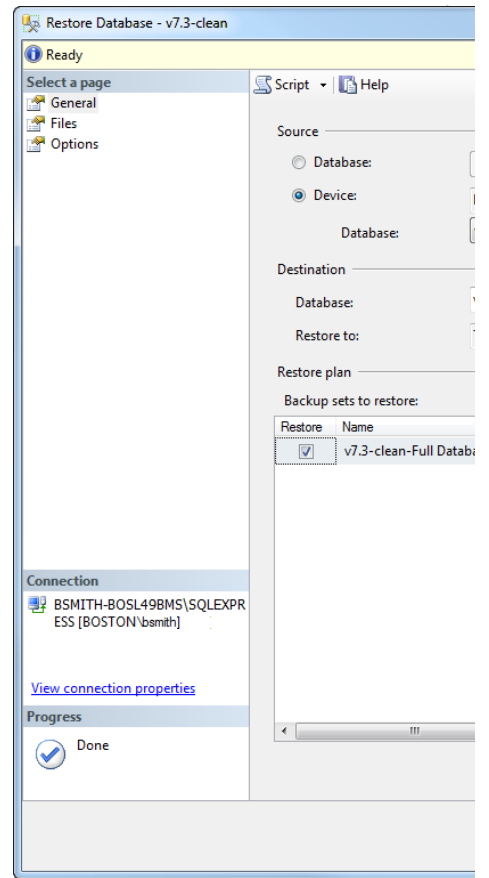 Restore Database - v7.3-clean
Ready
Select a page
General
Files
Options
Script
Help
Source
Database:
Device:
Database:
Destination
Database:
Restore to:
Restore plan
Backup sets to restore:
Restore Name
v7.3-clean-Full Databa
Connection
BSMITH-BOSL49BMS\SQLEXPR
ESS [BOSTON\bsmith]
View connection properties
Progress
Done